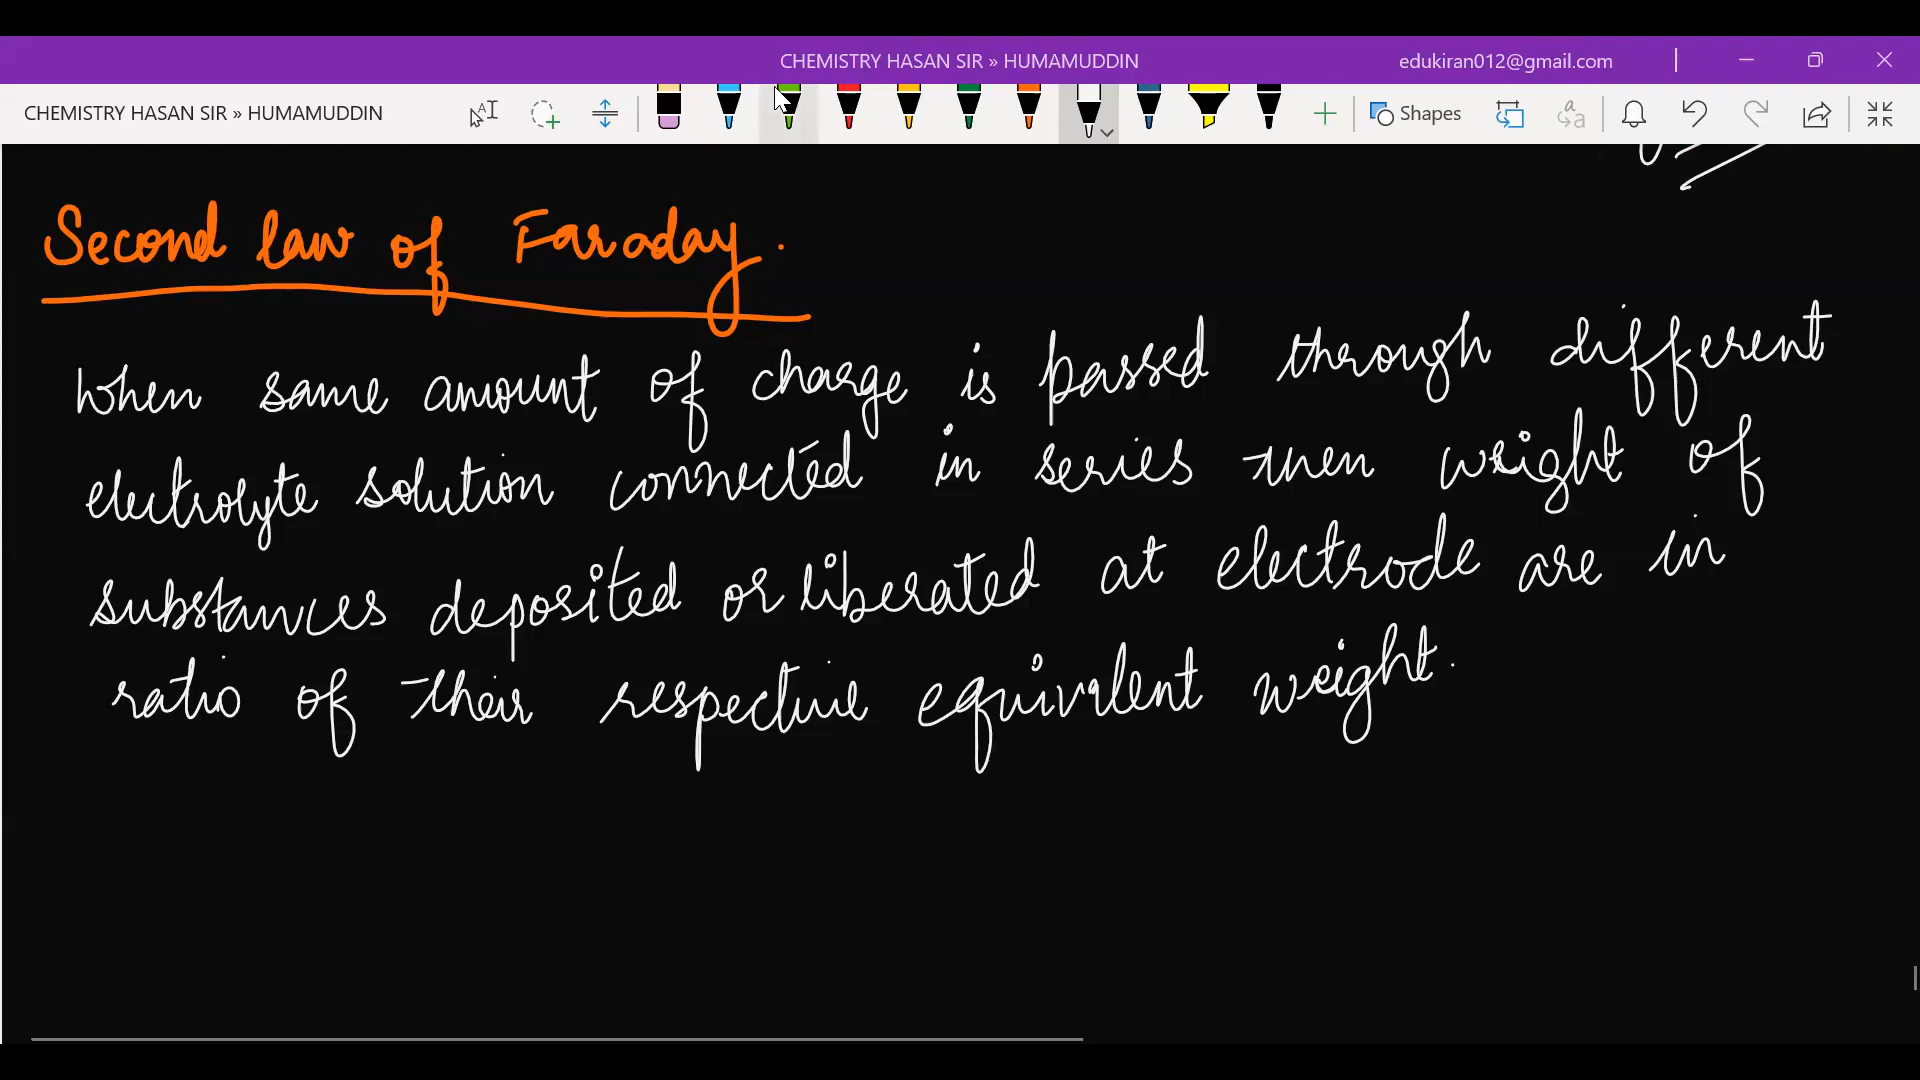 CHEMISTRY HASAN SIR » HUMAMUDDIN
edukiran012@gmail.com
CHEMISTRY HASAN SIR » HUMAMUDDIN
Shapes
Second law of Faraday.
When same amount of charge is passed through different
electrolyte solution connected in series then weight of
substances deposited or liberated at electrode are in
ratio of their respective equivalent weight.